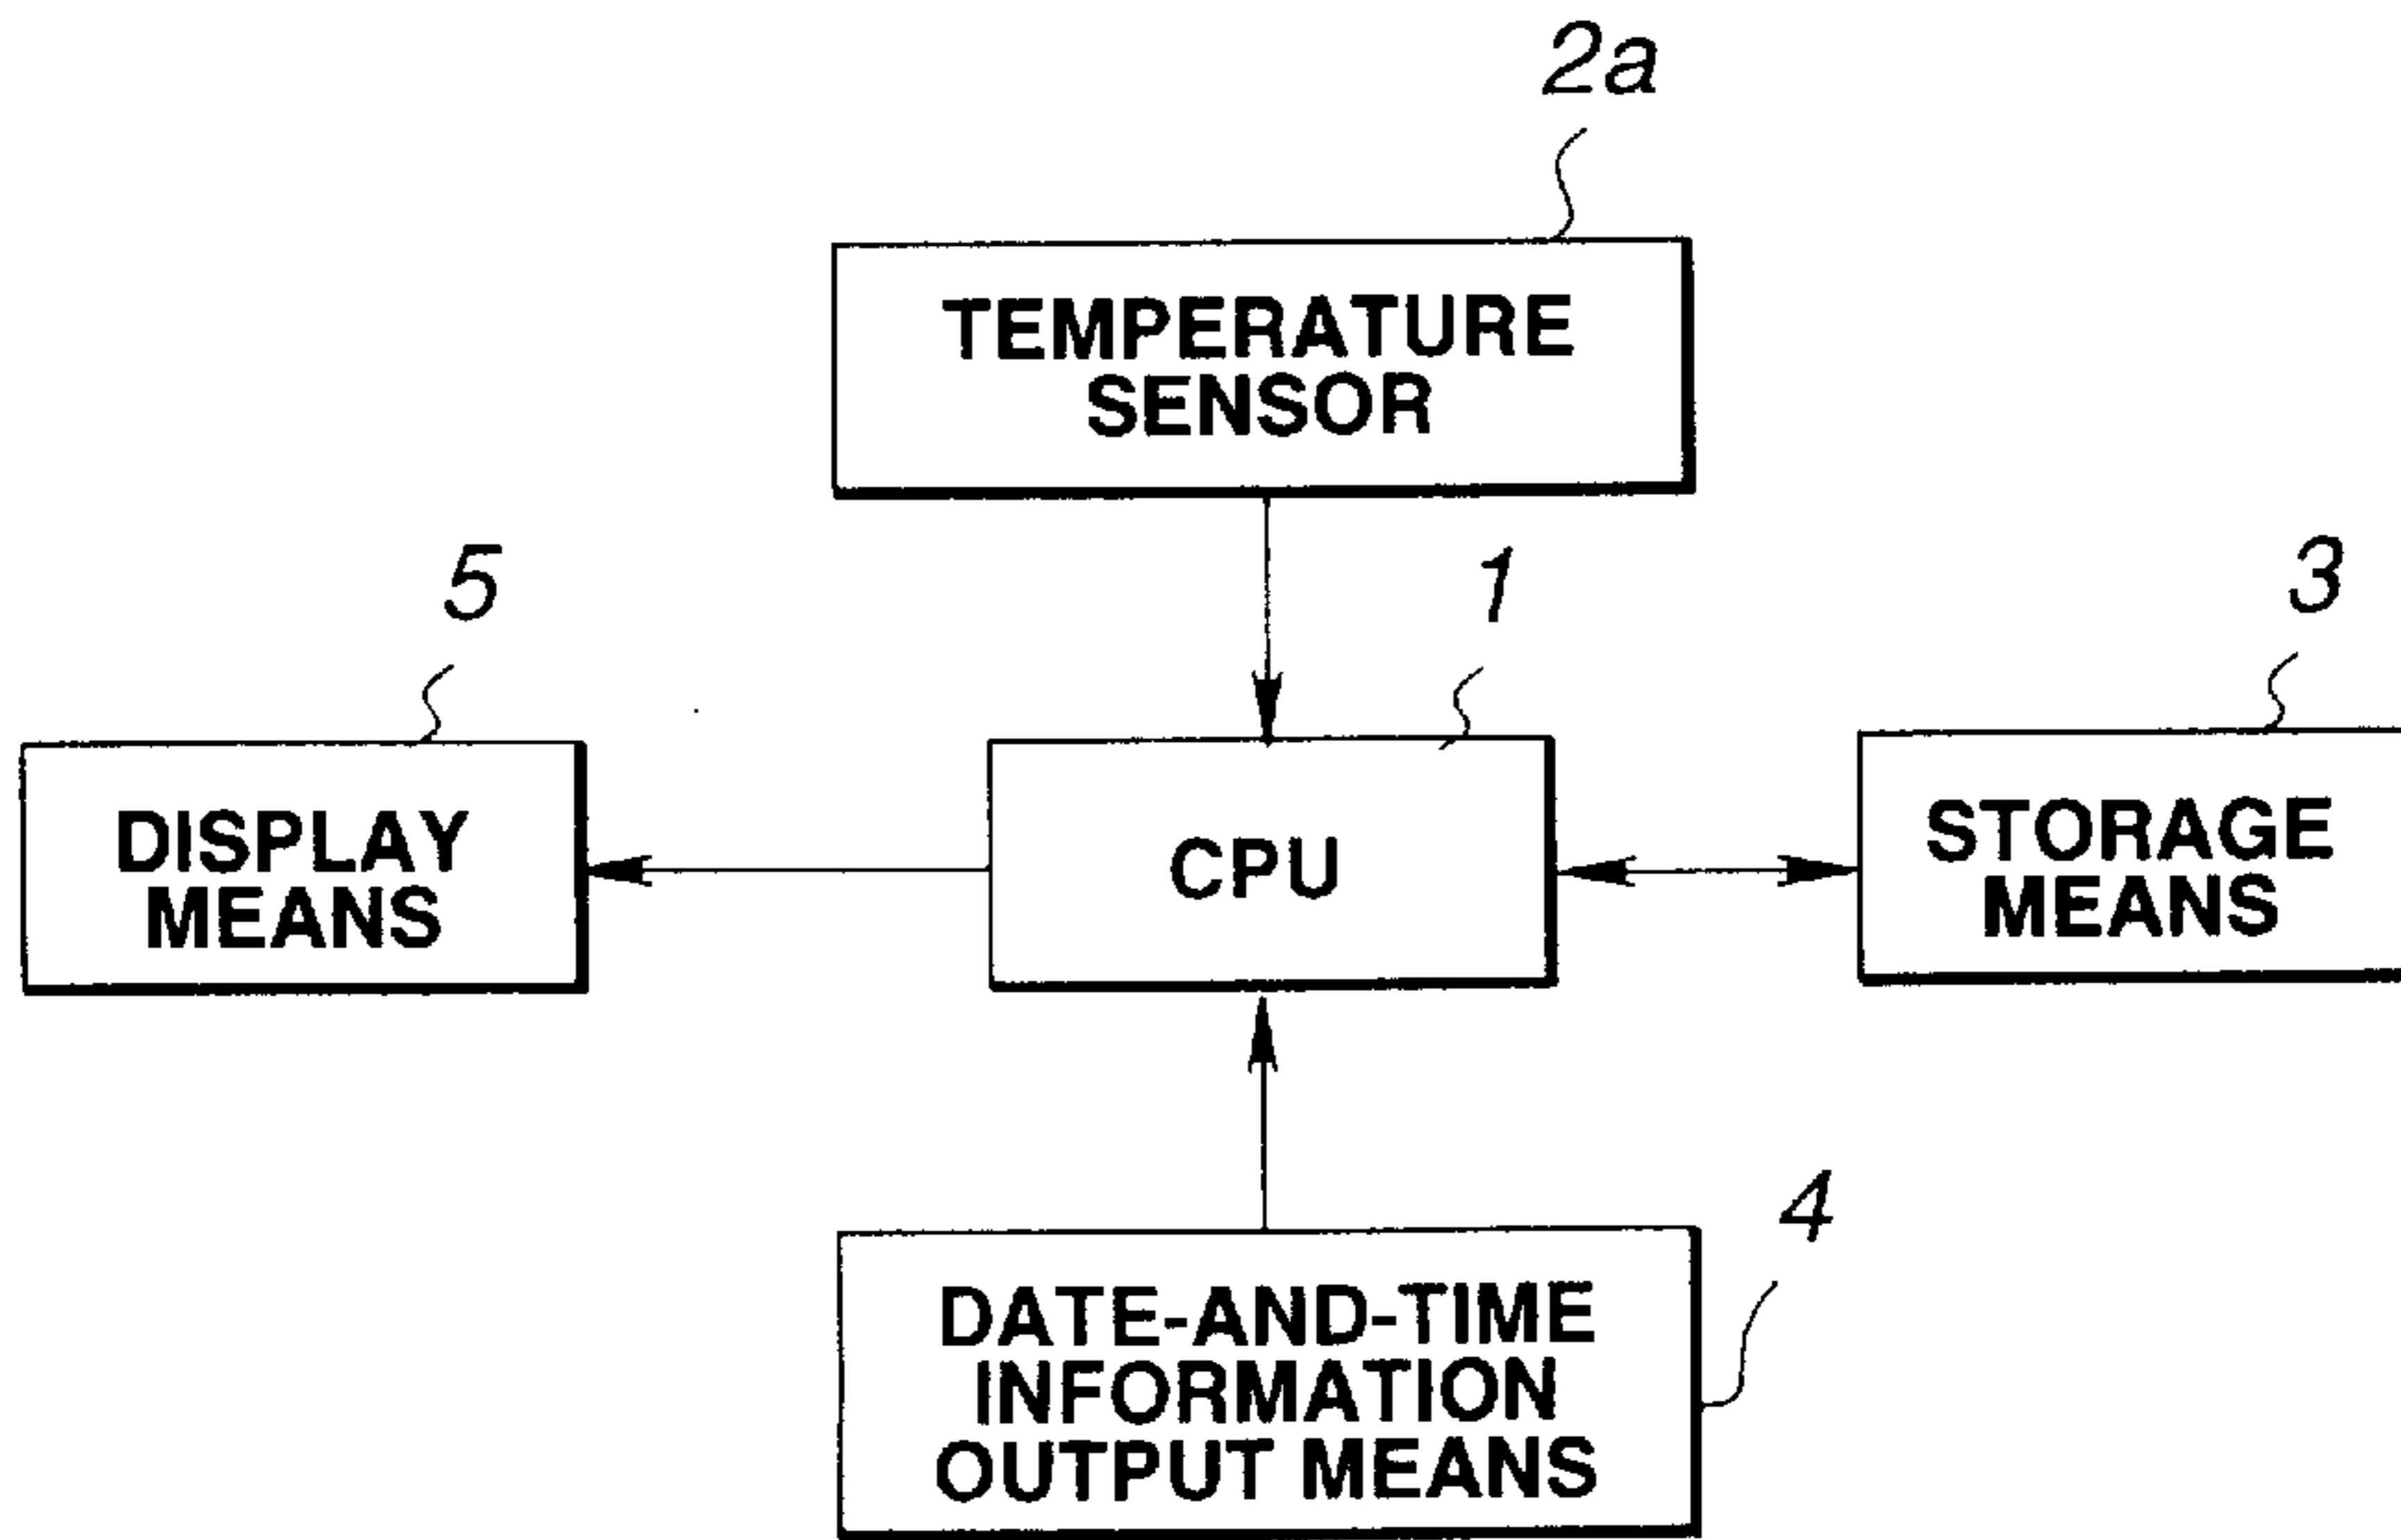 2a
TEMPERATURE
SENSOR
5
1
3
DISPLAY
MEANS
CPU
STORAGE
MEANS
4
DATE-AND-TIME
INFORMATION
OUTPUT MEANS